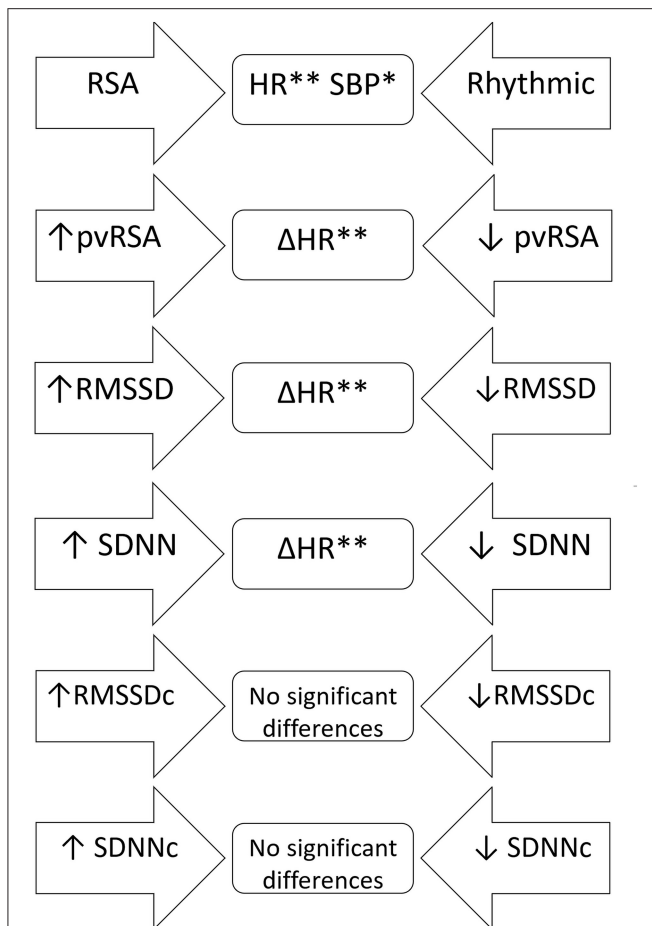 RSA HR** SBP* Rhythmic
↑pvRSA ΔHR** ↓ pvRSA
↑RMSSD ΔHR** ↓RMSSD
↑ SDNN ΔHR** ↓ SDNN
↑RMSSDc No significant differences ↓RMSSDc
↑ SDNNc No significant differences ↓ SDNNc